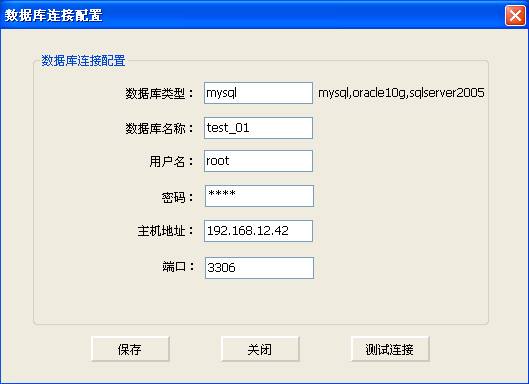 数据库连接配置
数据库连接配置
数据库类型： mysql mysql,oracle10g,sqlserver2005
数据库名称： test_01
用户名： root
密码： ****
主机地址： 192.168.12.42
端口： 3306
保存 关闭 测试连接